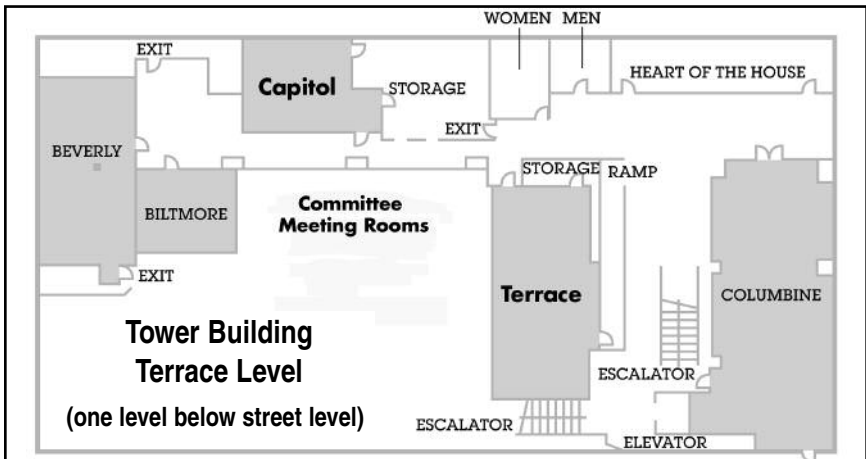 WOMEN MEN
EXIT
Capitol
STORAGE
HEART OF THE HOUSE
EXIT
BEVERLY
STORAGE RAMP
BILTMORE
Committee
Meeting Rooms
EXIT
Terrace
COLUMBINE
Tower Building
Terrace Level
(one level below street level)
ESCALATOR
ESCALATOR
ELEVATOR